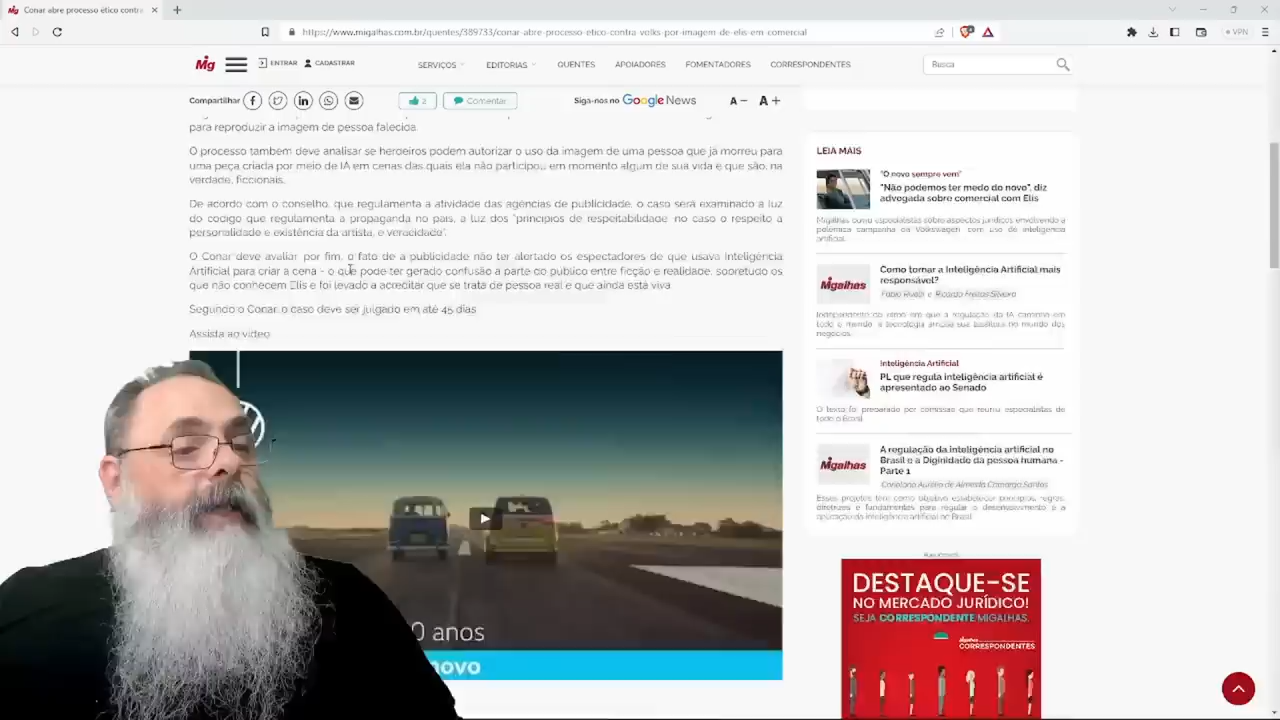 Conar abre processo ético contra
https://www.migalhas.com.br/quentes/389733/conar-abre-processo-etico-contra-volks-por-imagem-de-elis-em-comercial
VPN
Mg
ENTRAR
CADASTRAR
SERVIÇOS
EDITORIAS
QUENTES
APOIADORES
FOMENTADORES
CORRESPONDENTES
Busca
Compartilhar
2
Comentar
Siga-nos no Google News
A−
A+
para reproduzir a imagem de pessoa falecida.
O processo também deve analisar se herdeiros podem autorizar o uso da imagem de uma pessoa que já morreu para
uma peça criada por meio de IA em cenas das quais ela não participou, em momento algum de sua vida e que são, na
verdade, ficcionais.
De acordo com o conselho, que regulamenta a atividade das agências de publicidade, o caso será examinado à luz
do código que regulamenta a propaganda no país, à luz dos "princípios de respeitabilidade, no caso o respeito à
personalidade e existência da artista, e veracidade".
O Conar deve avaliar por fim, o fato de a publicidade não ter alertado os espectadores de que usava Inteligência
Artificial para criar a cena - o que pode ter gerado confusão à parte do público entre ficção e realidade, sobretudo os
que não conhecem Elis e foi levado a acreditar que se trata de pessoa real e que ainda está viva
Segundo o Conar, o caso deve ser julgado em até 45 dias
Assista ao vídeo
0 anos
novo
LEIA MAIS
"O novo sempre vem"
"Não podemos ter medo do novo", diz
advogada sobre comercial com Elis
Migalhas ouviu especialistas sobre aspectos jurídicos envolvendo a
polêmica campanha da Volkswagen com uso de inteligência
artificial.
Migalhas
Como tornar a Inteligência Artificial mais
responsável?
Fabio Rivelli e Ricardo Freitas Silveira
Independente do ritmo em que a regulação da IA caminha em
todo o mundo, a tecnologia amplia sua
negócios.
Inteligência Artificial
PL que regula inteligência artificial é
apresentado ao Senado
O texto foi preparado por comissão que reuniu especialistas de
todo o Brasil
Migalhas
A regulação da inteligência artificial no
Brasil e a Diginidade da pessoa humana -
Parte 1
Coriolano Aurélio de Almeida Camargo Santos
Esses projetos têm como objetivo estabelecer princípios, regras,
diretrizes e fundamentos para regular o desenvolvimento e a
aplicação da inteligência artificial no Brasil
DESTAQUE-SE
NO MERCADO JURÍDICO!
SEJA CORRESPONDENTE MIGALHAS.
Migalhas
CORRESPONDENTES